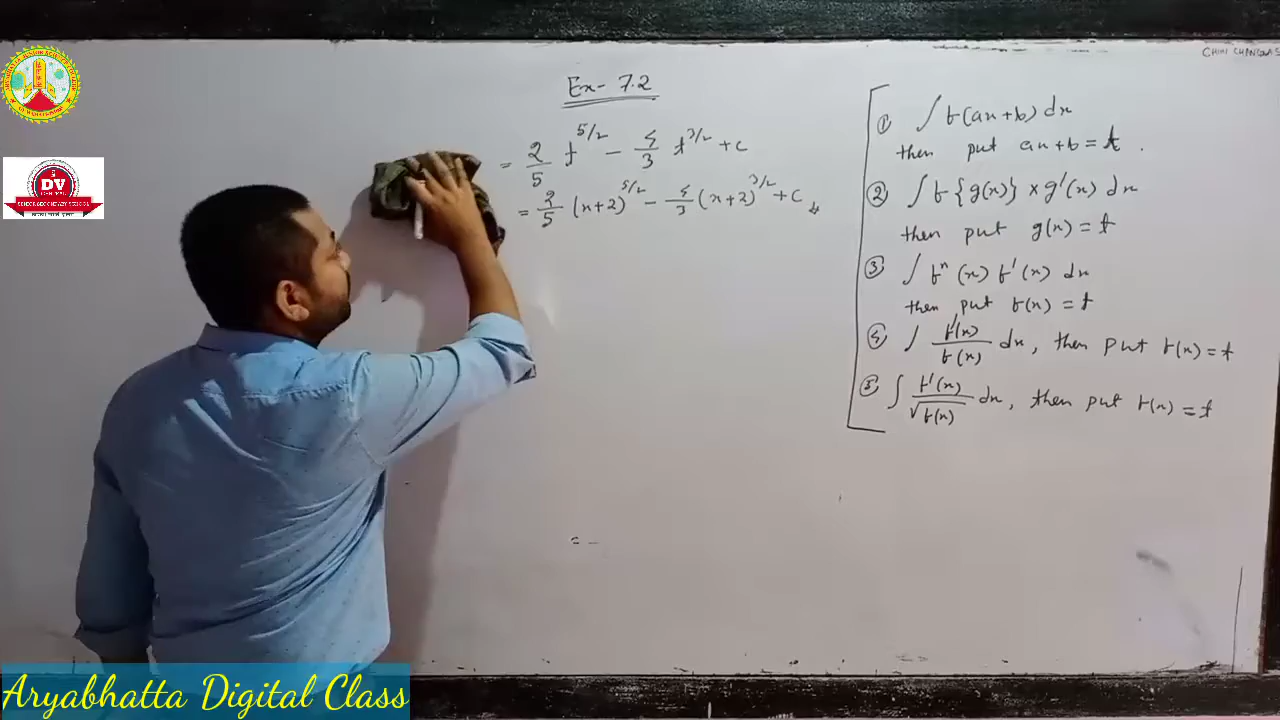 Ex- 7.2
= 2/5 t^5/2 - 4/3 t^3/2 + c
= 2/5 (x+2)^5/2 - 4/3 (x+2)^3/2 + C
= -
① ∫ f(ax+b) dx
then put ax+b = t .
② ∫ f {g(x)} × g'(x) dx
then put g(x) = t
③ ∫ fⁿ (x) f'(x) dx
then put f(x) = t
④ ∫ f'(x)/f(x) dx, then put f(x) = t
⑤ ∫ f'(x)/√f(x) dx, then put f(x) = t
DV
Aryabhatta Digital Class